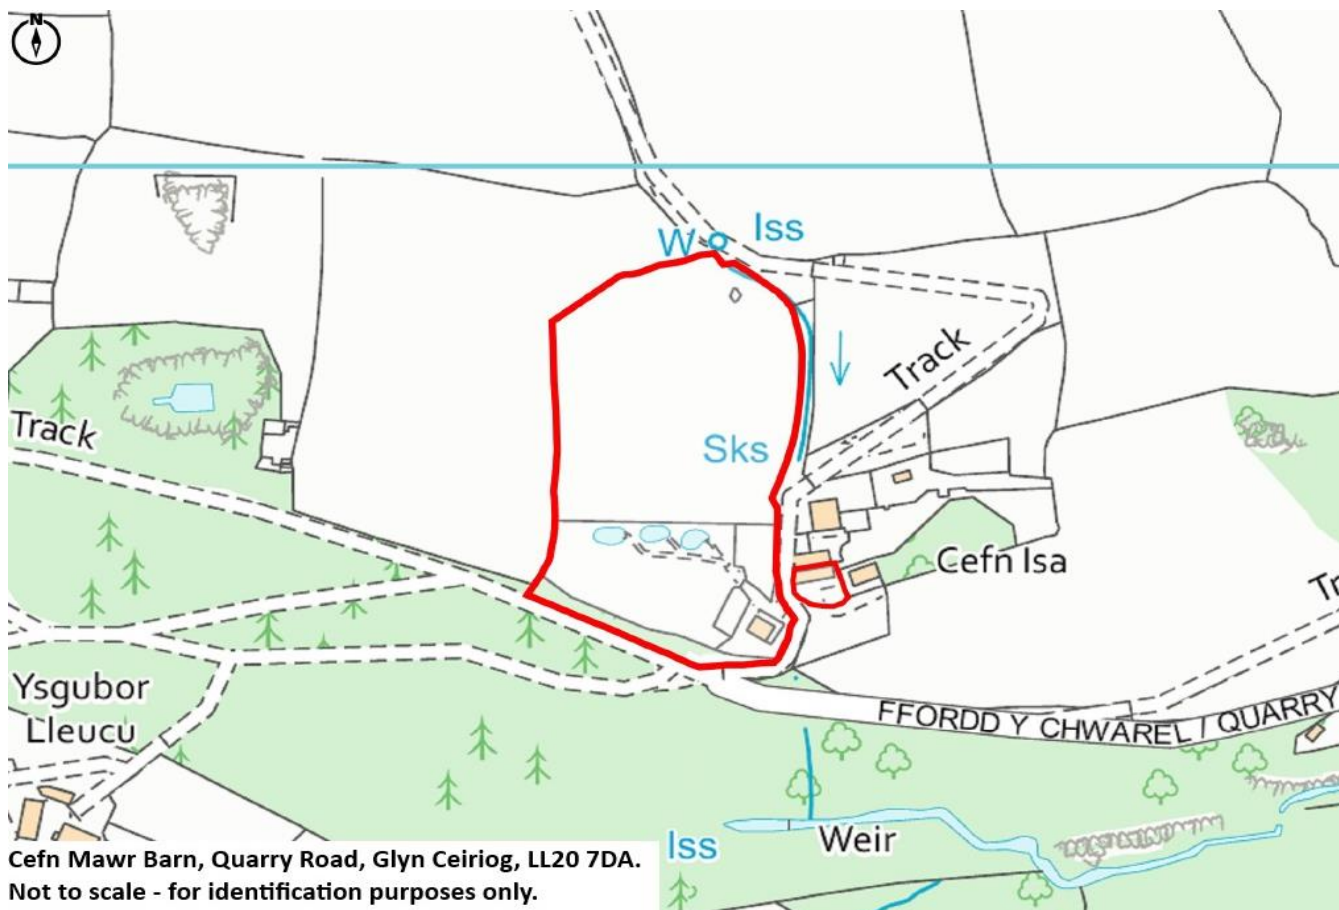 N
Iss
W
Track
Sks
Track
Cefn Isa
Tr
Ysgubor
Lleucu
FFORDD Y CHWAREL / QUARRY
Iss
Weir
Cefn Mawr Barn, Quarry Road, Glyn Ceiriog, LL20 7DA.
Not to scale - for identification purposes only.